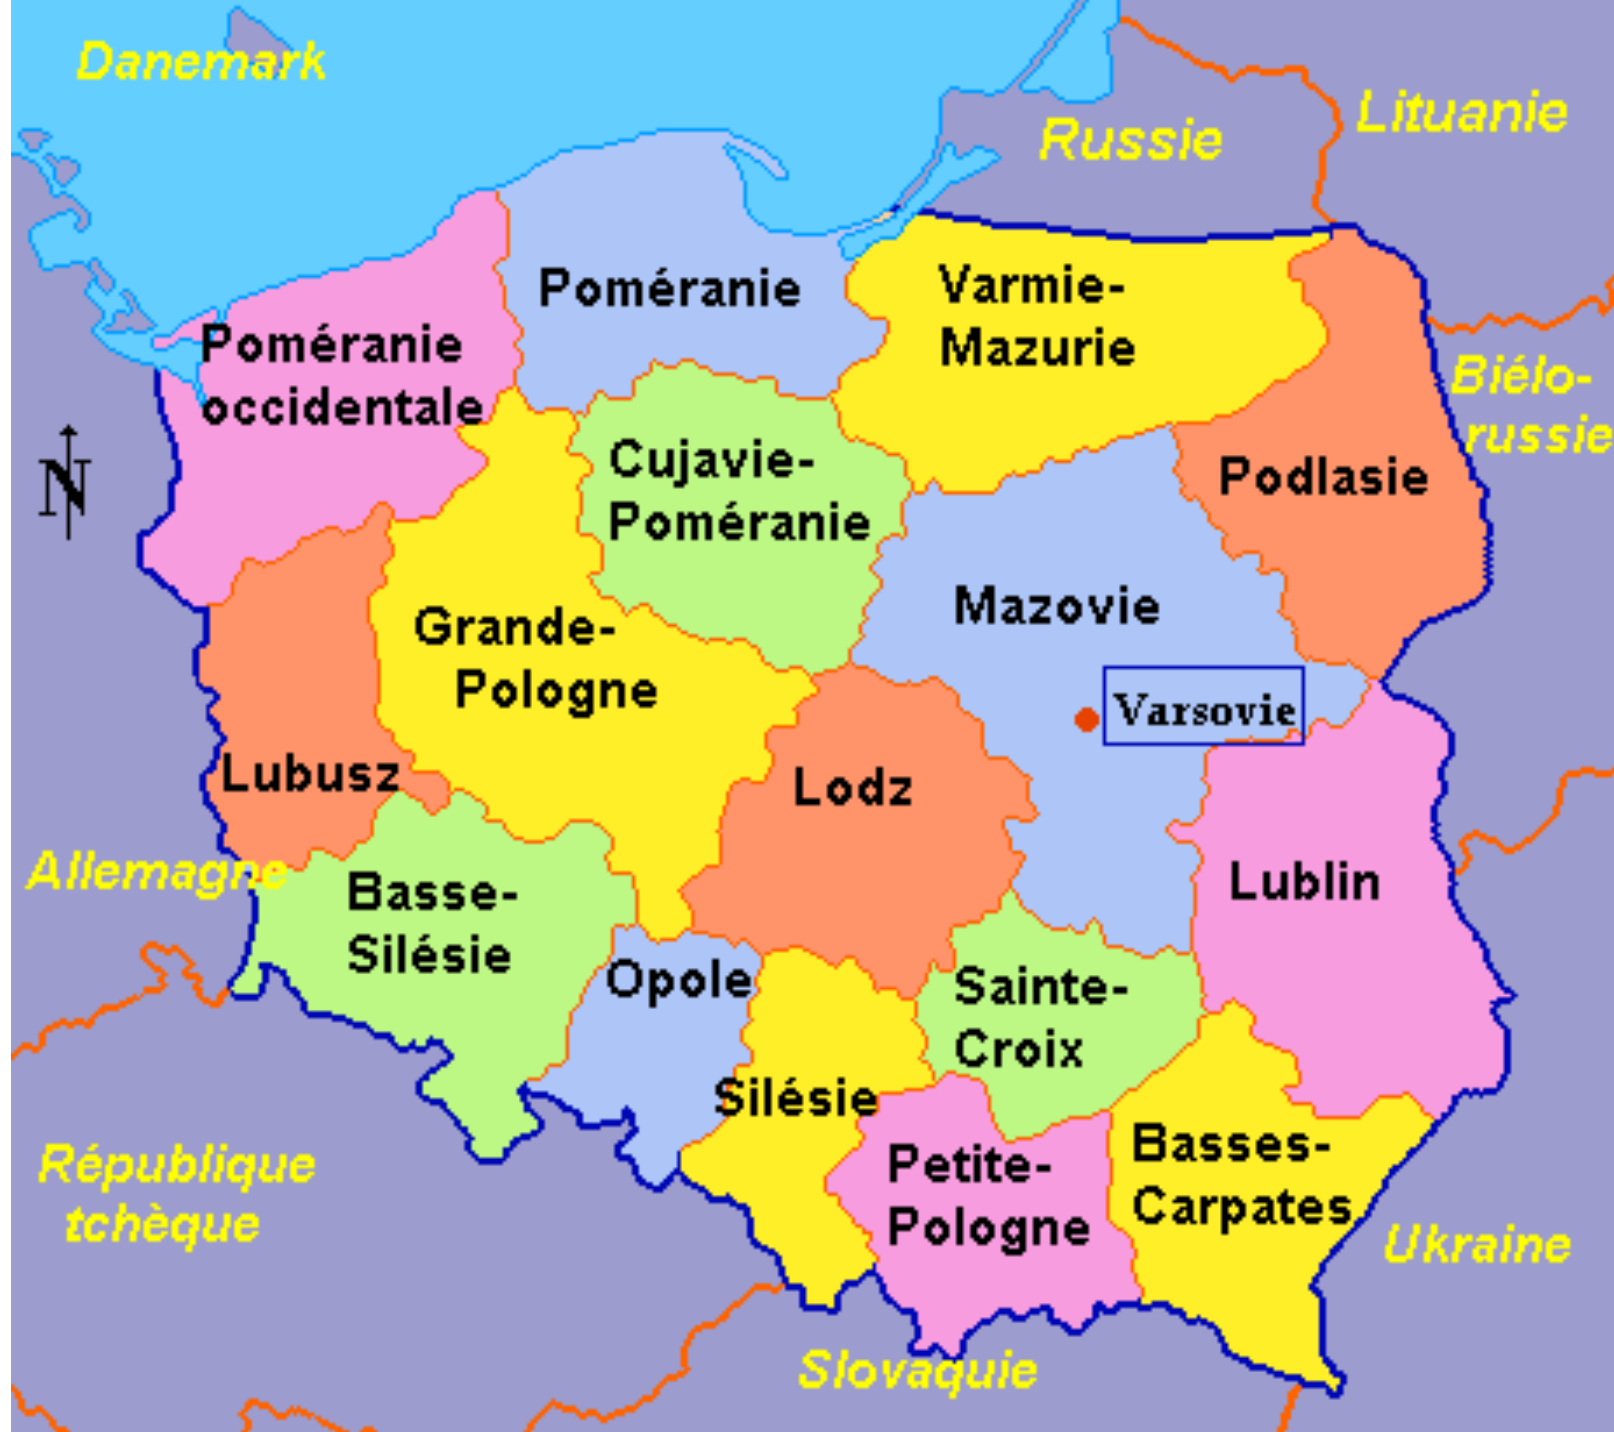 Danemark
Lituanie
Russie
Poméranie
Varmie-
Mazurie
Poméranie
occidentale
Biélo-
russie
N
Cujavie-
Poméranie
Podlasie
Mazovie
Grande-
Pologne
Varsovie
Lubusz
Lodz
Allemagne
Basse-
Silésie
Lublin
Opole
Sainte-
Croix
Silésie
Petite-
Pologne
Basses-
Carpates
République
tchèque
Ukraine
Slovaquie